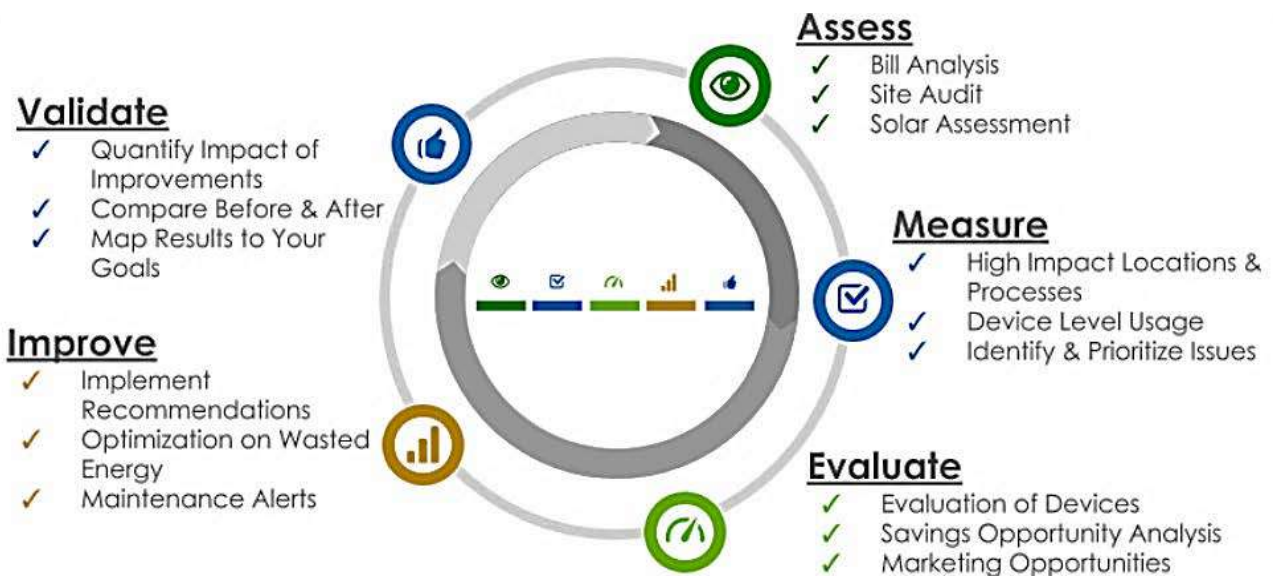 Assess
✓ Bill Analysis
✓ Site Audit
✓ Solar Assessment
Measure
✓ High Impact Locations &
Processes
✓ Device Level Usage
✓ Identify & Prioritize Issues
Evaluate
✓ Evaluation of Devices
✓ Savings Opportunity Analysis
✓ Marketing Opportunities
Improve
✓ Implement
Recommendations
✓ Optimization on Wasted
Energy
✓ Maintenance Alerts
Validate
✓ Quantify Impact of
Improvements
✓ Compare Before & After
✓ Map Results to Your
Goals